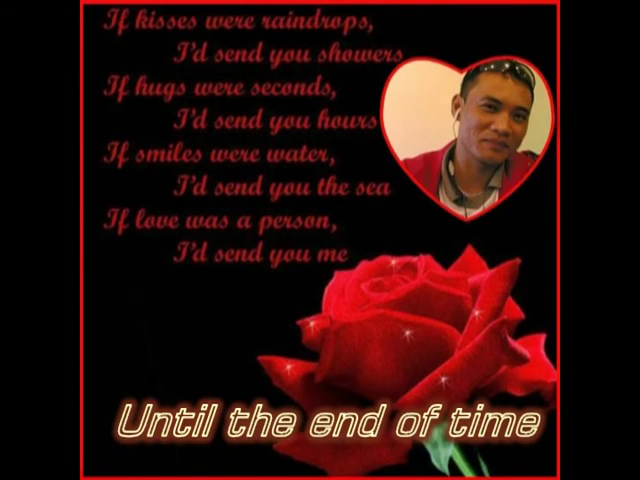 If kisses were raindrops,
I'd send you showers
If hugs were seconds,
I'd send you hours
If smiles were water,
I'd send you the sea
If love was a person,
I'd send you me
Until the end of time